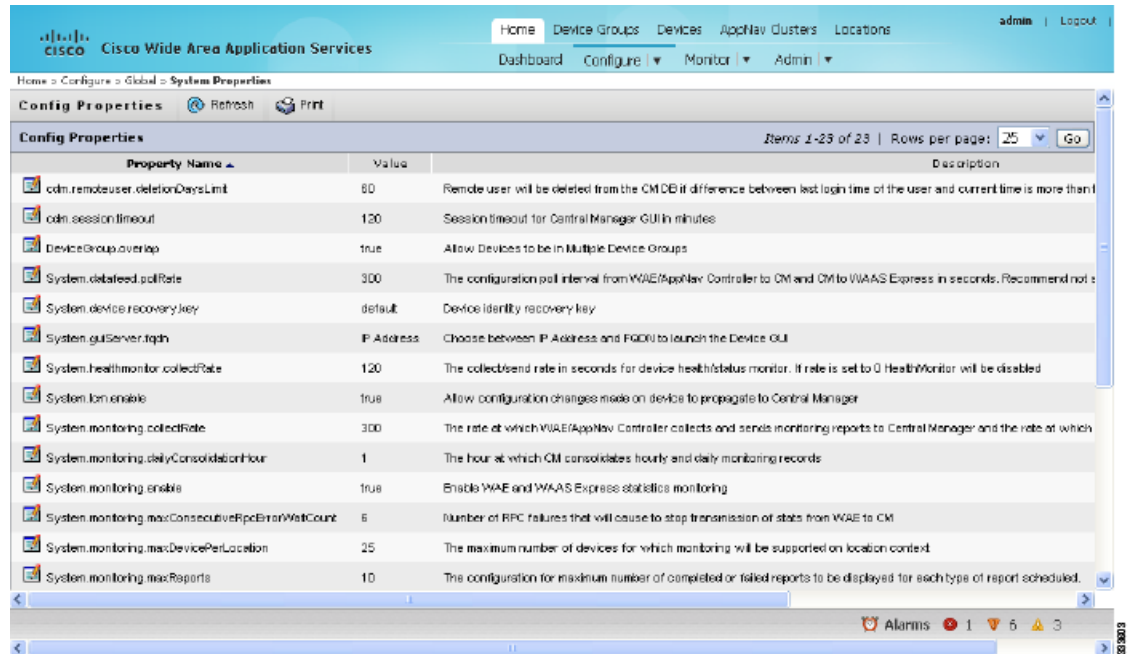 admin | Logout |
Home Device Groups Devices AppNav Clusters Locations
CISCO Cisco Wide Area Application Services
Dashboard Configure | Monitor | Admin |
Home > Configure > Global > System Properties
Config Properties Refresh Print
Config Properties Items 1-23 of 23 | Rows per page: 25 Go
Property Name Value Description
cdm.remoteuser.deletionDaysLimit 60 Remote user will be deleted from the CM DB if difference between last login time of the user and current time is more than
cdm.session.timeout 120 Session timeout for Central Manager GUI in minutes
DeviceGroup.overlap true Allow Devices to be in Multiple Device Groups
System.datafeed.pollRate 300 The configuration poll interval from WAE/AppNav Controller to CM and CM to WAAS Express in seconds. Recommend not
System.device.recovery.key default Device identity recovery key
System.guiServer.fqdn IP Address Choose between IP Address and FQDN to launch the Device GUI
System.healthmonitor.collectRate 120 The collect/send rate in seconds for device health/status monitor. If rate is set to 0 HealthMonitor will be disabled
System.lcm.enable true Allow configuration changes made on device to propagate to Central Manager
System.monitoring.collectRate 300 The rate at which WAE/AppNav Controller collects and sends monitoring reports to Central Manager and the rate at which
System.monitoring.dailyConsolidationHour 1 The hour at which CM consolidates hourly and daily monitoring records
System.monitoring.enable true Enable WAE and WAAS Express statistics monitoring
System.monitoring.maxConsecutiveRpcErrorWaitCount 6 Number of RPC failures that will cause to stop transmission of stats from WAE to CM
System.monitoring.maxDevicePerLocation 25 The maximum number of devices for which monitoring will be supported on location context
System.monitoring.maxReports 10 The configuration for maximum number of completed or failed reports to be displayed for each type of report scheduled.
Alarms 1 6 3